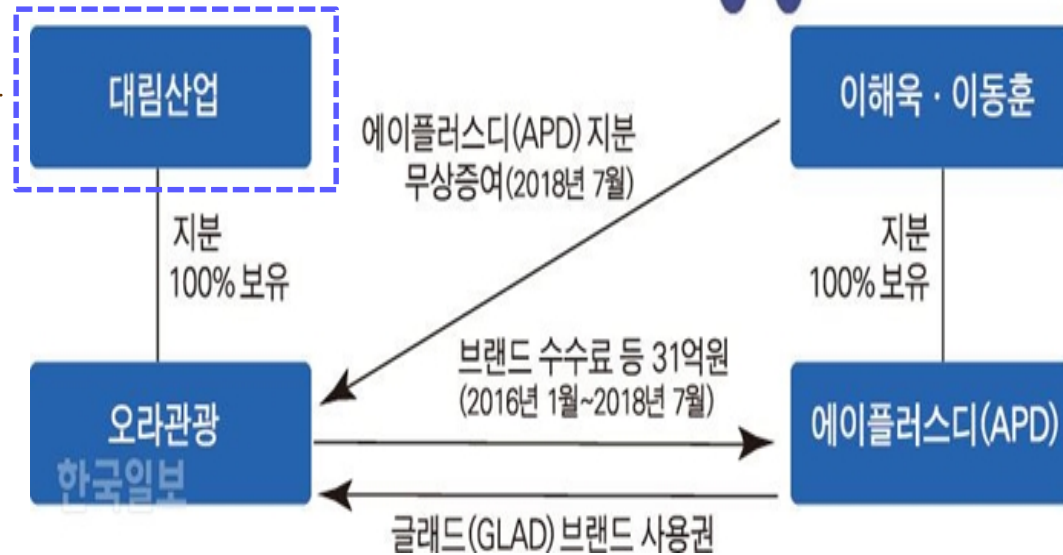 대림산업
이해욱 · 이동훈
에이플러스디(APD) 지분
무상증여(2018년 7월)
지분
100% 보유
지분
100% 보유
브랜드 수수료 등 31억원
(2016년 1월~2018년 7월)
오라관광
에이플러스디(APD)
한국일보
글래드(GLAD) 브랜드 사용권